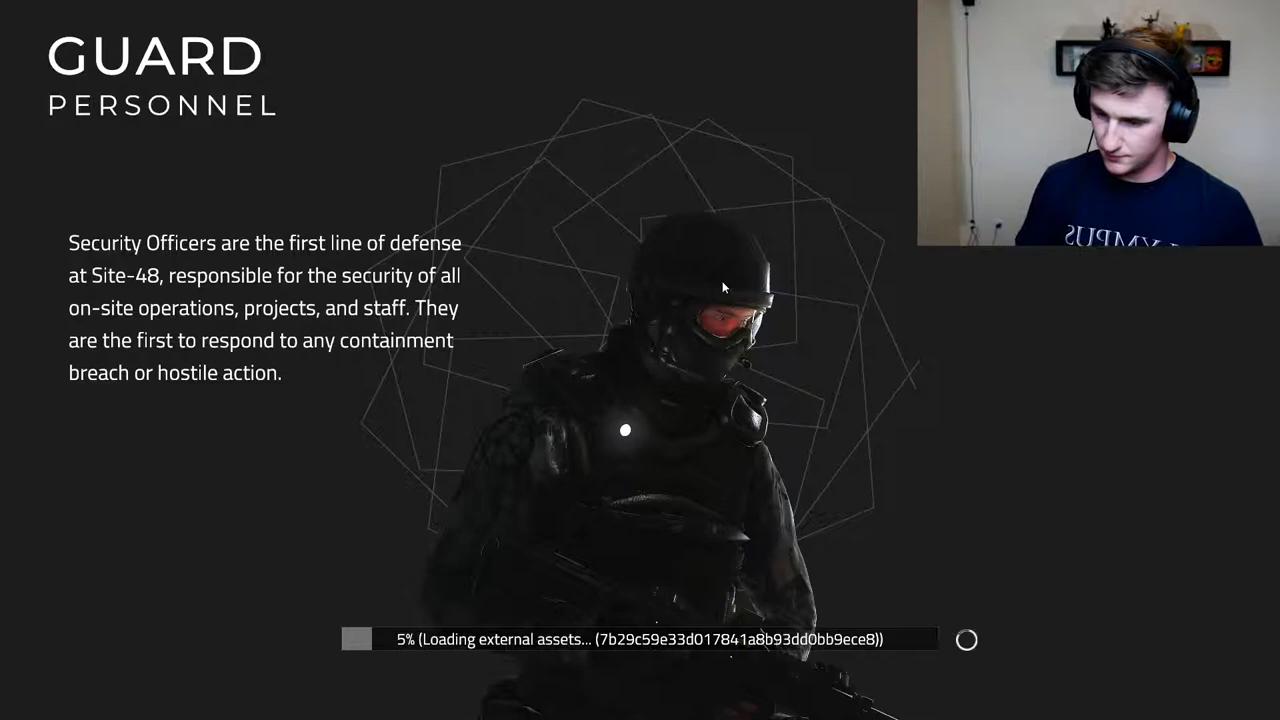 GUARD
PERSONNEL
Security Officers are the first line of defense
at Site-48, responsible for the security of all
on-site operations, projects, and staff. They
are the first to respond to any containment
breach or hostile action.
5% (Loading external assets... (7b29c59e33d017841a8b93dd0bb9ece8))